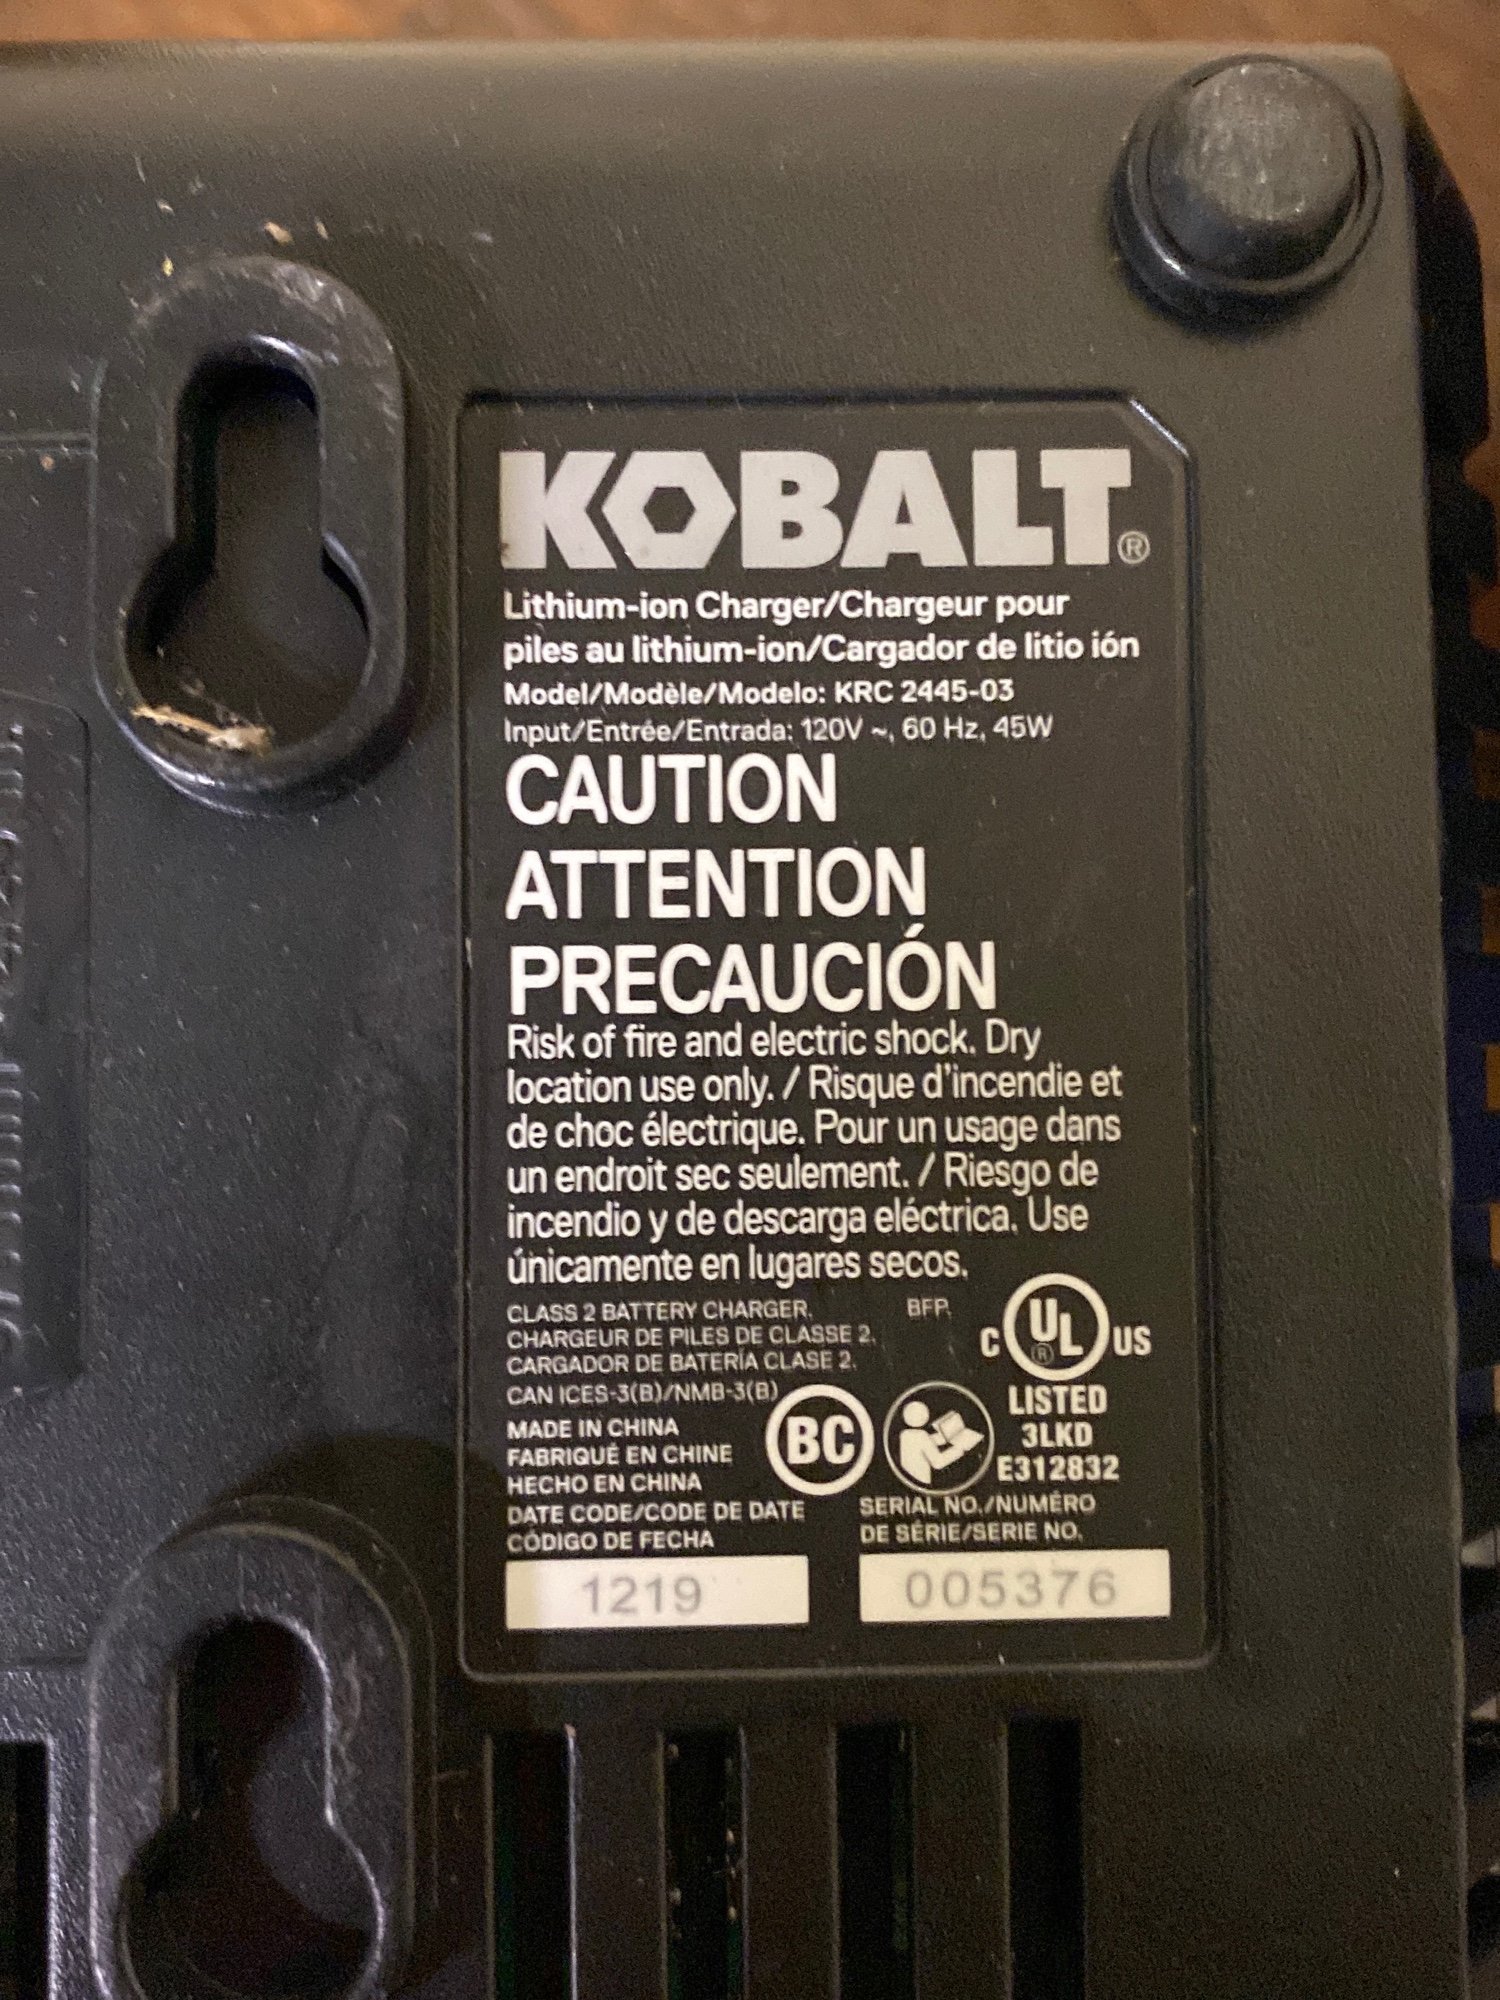 KOBALT®
Lithium-ion Charger/Chargeur pour
piles au lithium-ion/Cargador de litio ión
Model/Modèle/Modelo: KRC 2445-03
Input/Entrée/Entrada: 120V ~, 60 Hz, 45W
CAUTION
ATTENTION
PRECAUCIÓN
Risk of fire and electric shock. Dry
location use only. / Risque d'incendie et
de choc électrique. Pour un usage dans
un endroit sec seulement. / Riesgo de
incendio y de descarga eléctrica. Use
únicamente en lugares secos.
CLASS 2 BATTERY CHARGER. BFP.
CHARGEUR DE PILES DE CLASSE 2.
CARGADOR DE BATERÍA CLASE 2.
C UL® US
LISTED
3LKD
E312832
CAN ICES-3(B)/NMB-3(B)
BC
MADE IN CHINA
FABRIQUÉ EN CHINE
HECHO EN CHINA
DATE CODE/CODE DE DATE
CÓDIGO DE FECHA
1219
SERIAL NO./NUMÉRO
DE SÉRIE/SERIE NO.
005376